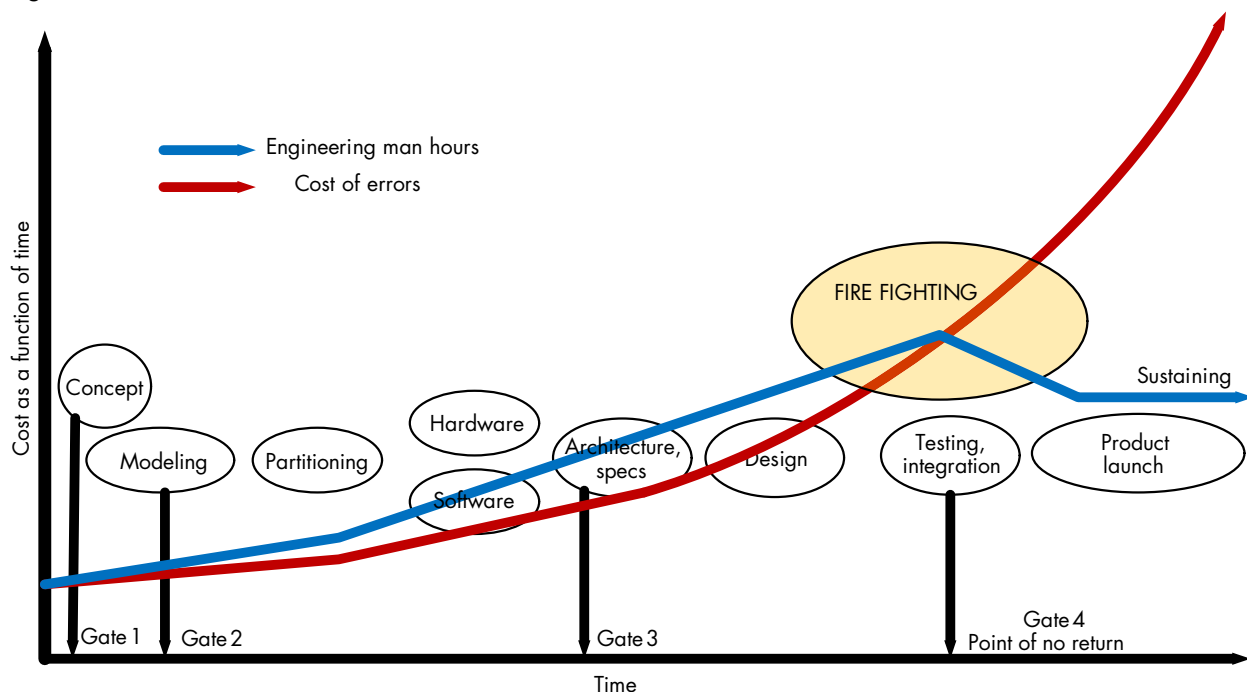 Engineering man hours
Cost of errors
Cost as a function of time
FIRE FIGHTING
Concept
Sustaining
Hardware
Modeling
Partitioning
Architecture,
specs
Design
Testing,
integration
Product
launch
Software
Gate 1
Gate 2
Gate 3
Gate 4
Point of no return
Time